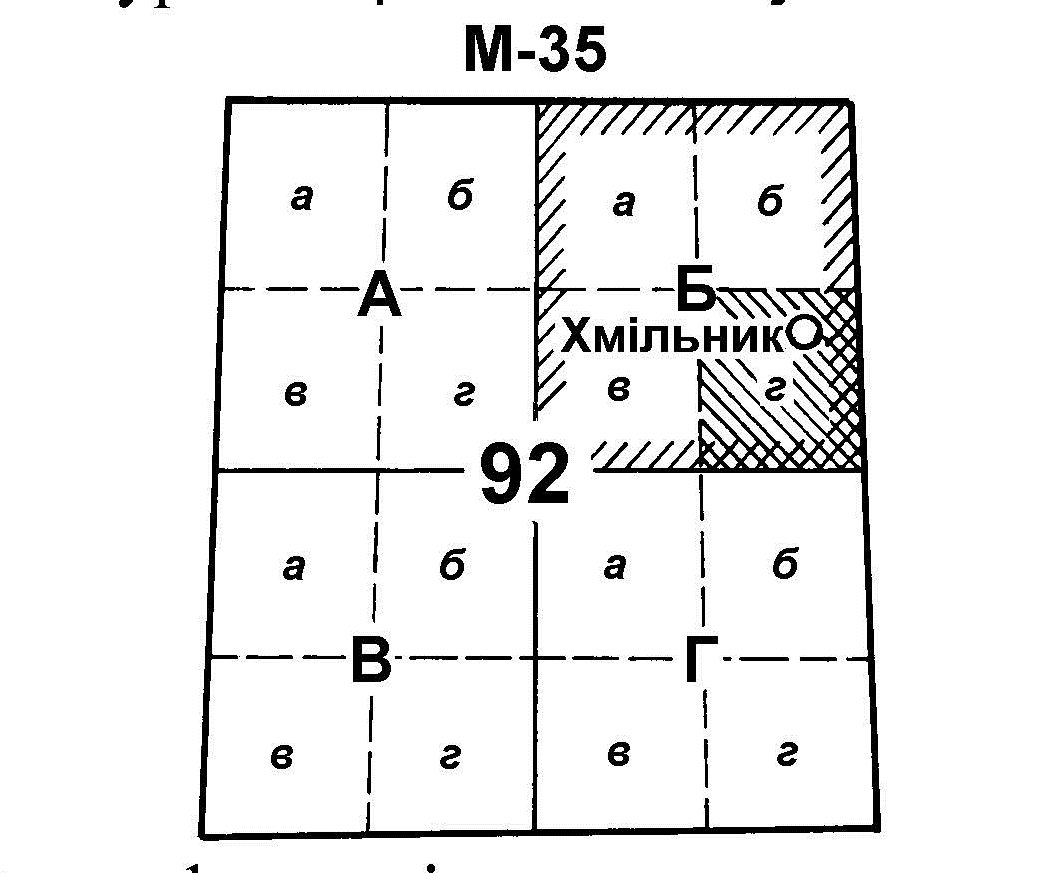 М-35
а б а б
А Б
Хмільник
в г в г
92
а б а б
В Г
в г в г